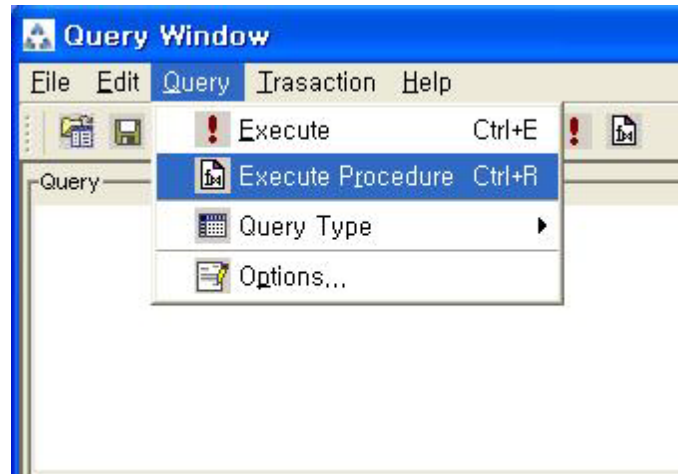 Query Window
File Edit Query Trasaction Help
Execute Ctrl+E
Execute Procedure Ctrl+R
Query
Query Type
Options...